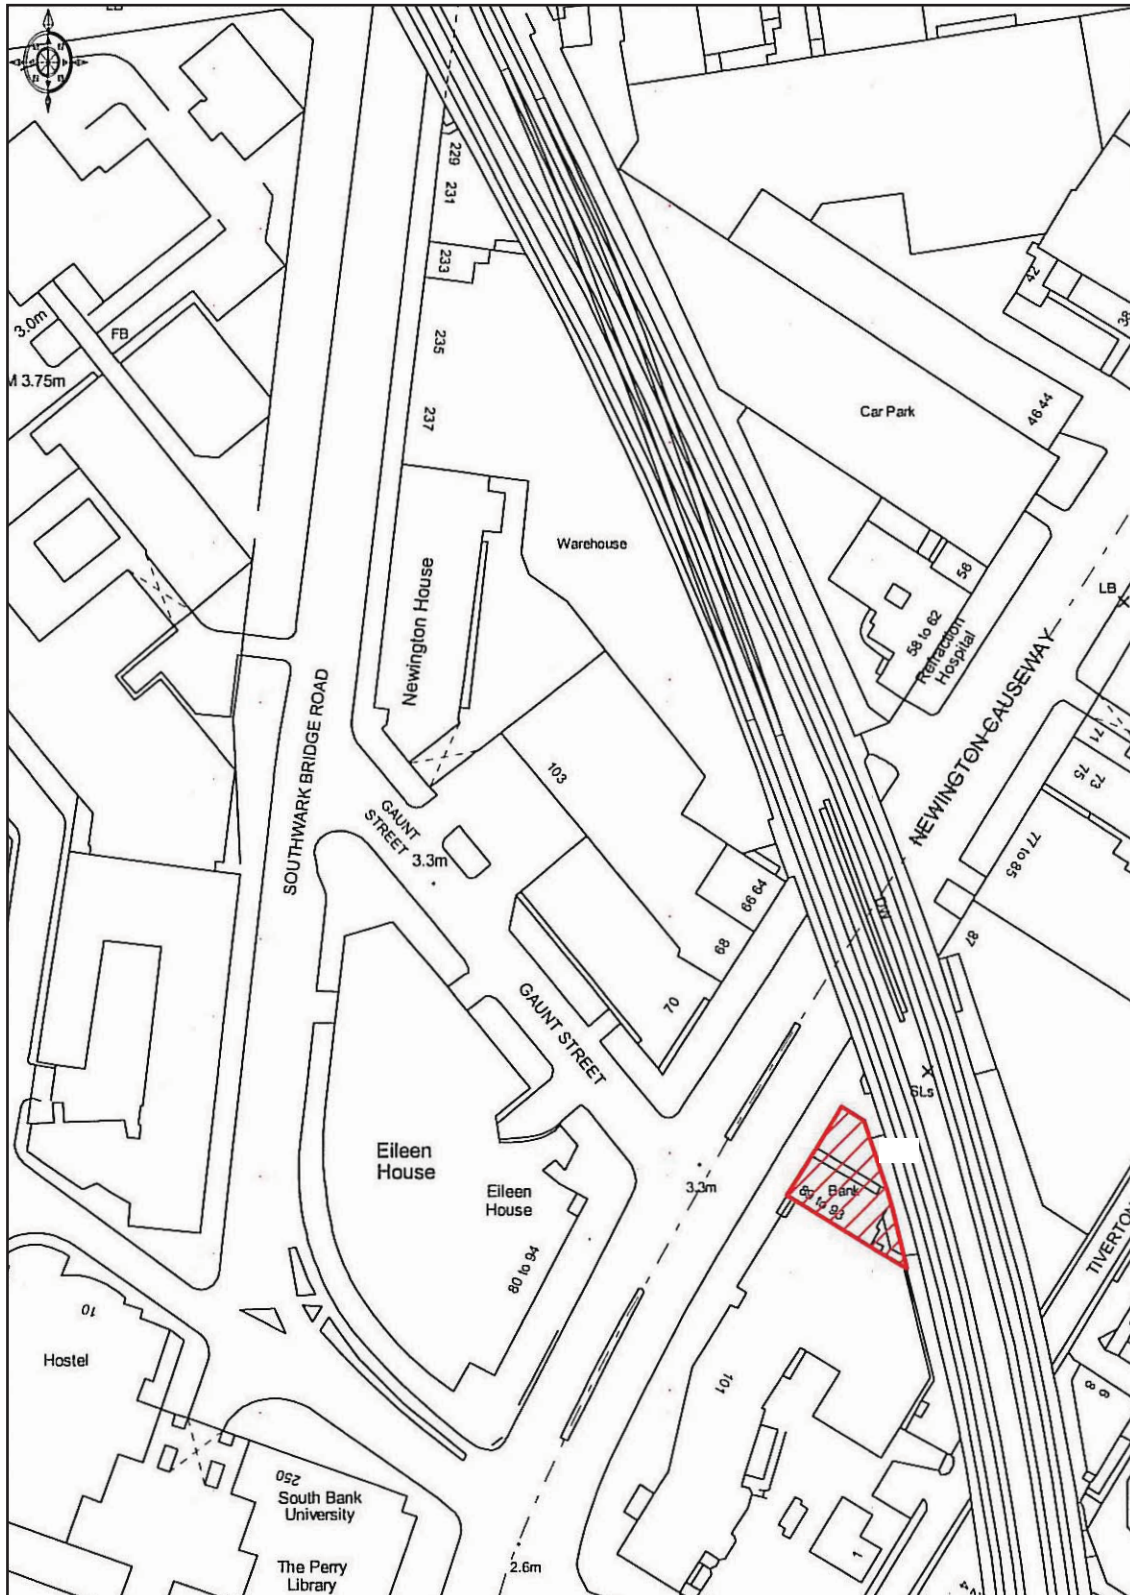 LB
229
231
233
3.0m
FB
M 3.75m
235
237
42
38
Car Park
46 44
Warehouse
Newington House
58
58 to 62
Refraction
Hospital
LB
NEWINGTON CAUSEWAY
SOUTHWARK BRIDGE ROAD
71
73
75
103
GAUNT
STREET
3.3m
77 to 85
66 64
68
87
70
GAUNT STREET
SLs
Eileen
House
Eileen
House
3.3m
Bank
89 to 93
80 to 94
TIVERTON
10
Hostel
101
8
6
250
South Bank
University
The Perry
Library
2.6m
1